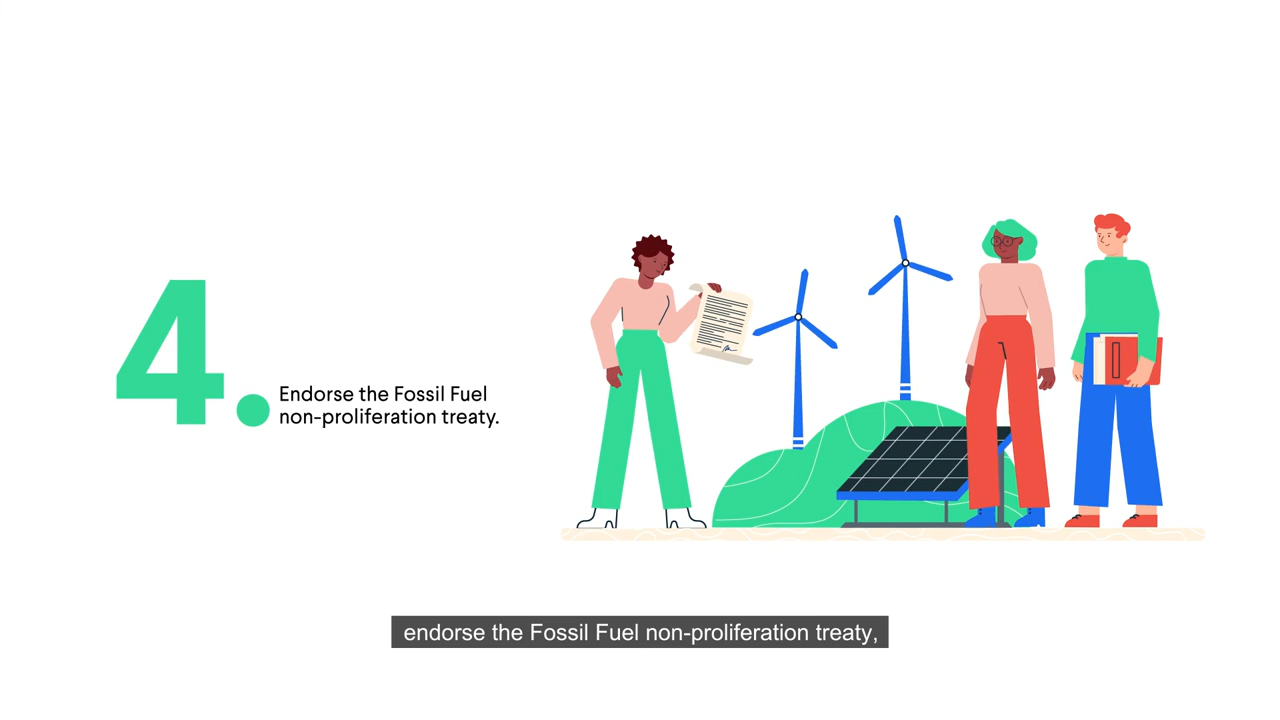 4.
Endorse the Fossil Fuel
non-proliferation treaty.
endorse the Fossil Fuel non-proliferation treaty,